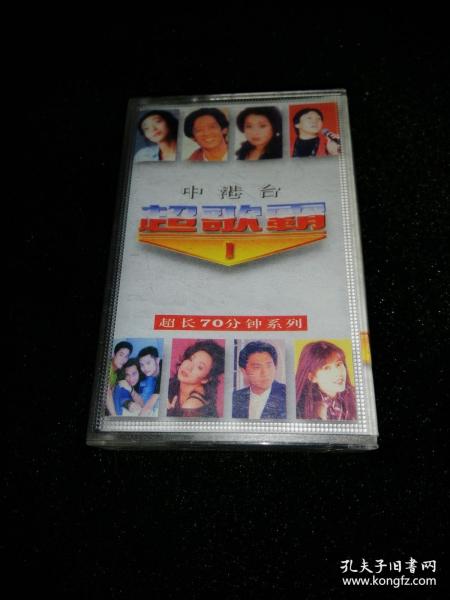 中港台
超歌霸
1
超长70分钟系列
孔夫子旧书网
www.kongfz.com